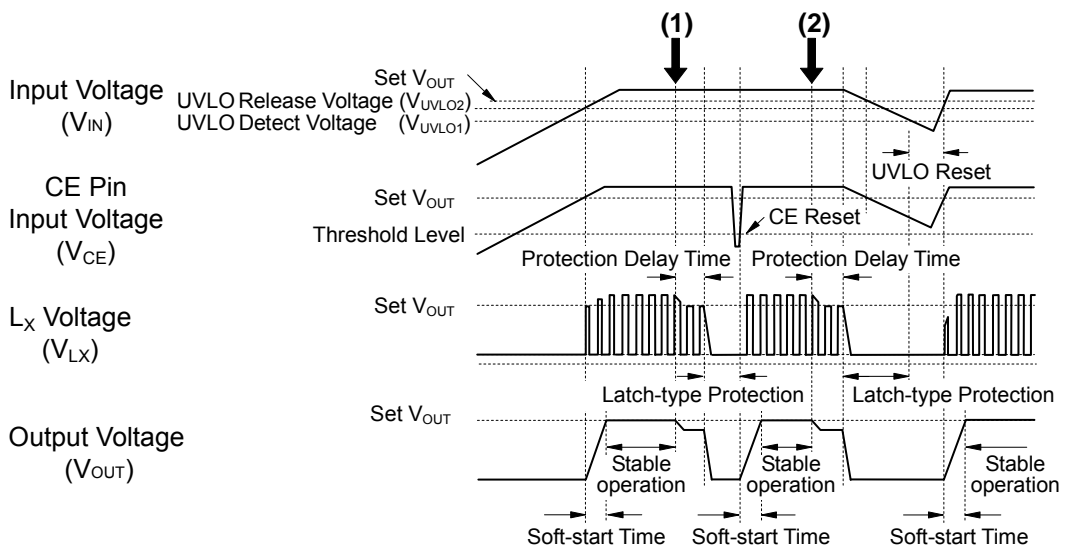 (1) (2)
Input Voltage
(VIN)
Set VOUT
UVLO Release Voltage (VUVLO2)
UVLO Detect Voltage (VUVLO1)
UVLO Reset
CE Pin
Input Voltage
(VCE)
Set VOUT
Threshold Level
CE Reset
Protection Delay Time Protection Delay Time
LX Voltage
(VLX)
Set VOUT
Latch-type Protection Latch-type Protection
Output Voltage
(VOUT)
Set VOUT
Stable operation
Stable operation
Stable operation
Soft-start Time Soft-start Time Soft-start Time